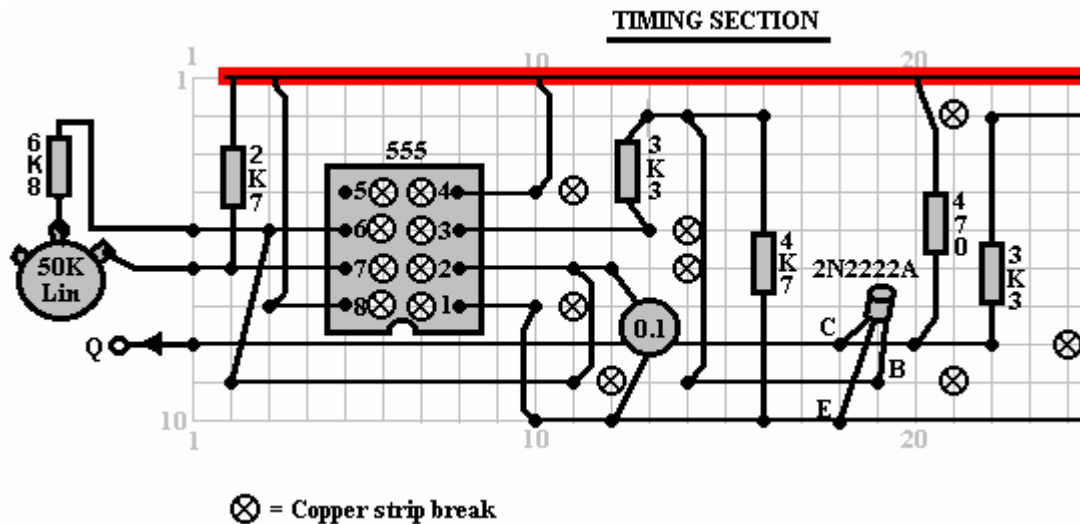 TIMING SECTION
1
10
20
1
555
6K8
2K7
3K3
5
4
6
3
7
2
8
1
50K
Lin
0.1
4K7
2N2222A
470
3K3
C
B
E
Q
10
1
10
20
= Copper strip break